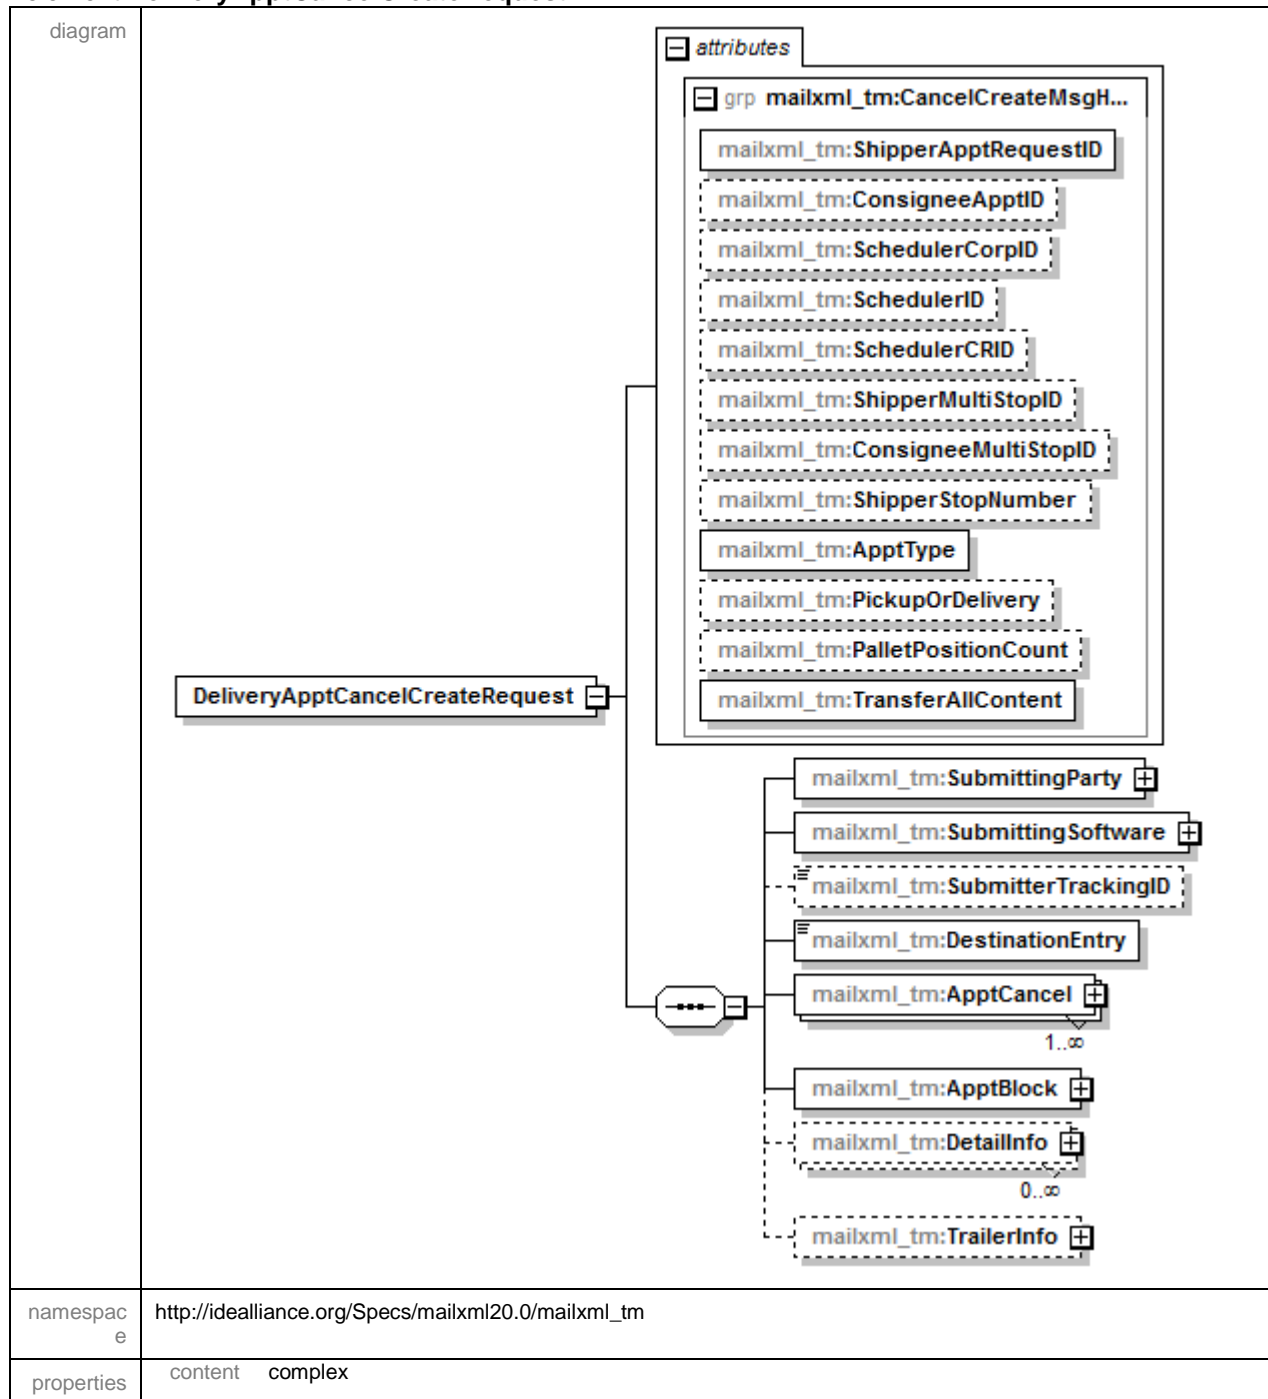 diagram
attributes
grp mailxml_tm:CancelCreateMsgH...
mailxml_tm:ShipperApptRequestID
mailxml_tm:ConsigneeApptID
mailxml_tm:SchedulerCorpID
mailxml_tm:SchedulerID
mailxml_tm:SchedulerCRID
mailxml_tm:ShipperMultiStopID
mailxml_tm:ConsigneeMultiStopID
mailxml_tm:ShipperStopNumber
mailxml_tm:ApptType
mailxml_tm:PickupOrDelivery
mailxml_tm:PalletPositionCount
mailxml_tm:TransferAllContent
DeliveryApptCancelCreateRequest
mailxml_tm:SubmittingParty
mailxml_tm:SubmittingSoftware
mailxml_tm:SubmitterTrackingID
mailxml_tm:DestinationEntry
mailxml_tm:ApptCancel
1..∞
mailxml_tm:ApptBlock
mailxml_tm:DetailInfo
0..∞
mailxml_tm:TrailerInfo
namespac
e
http://idealliance.org/Specs/mailxml20.0/mailxml_tm
properties
content complex